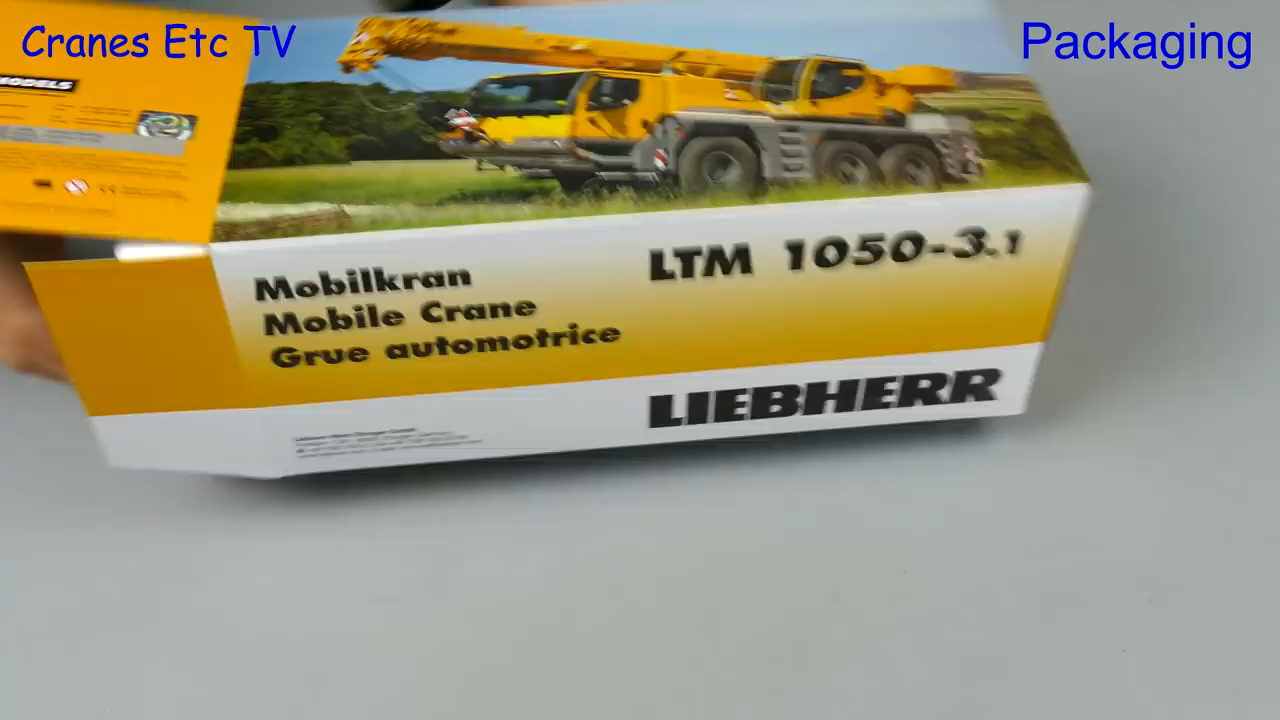 Cranes Etc TV
Packaging
MODELS
Mobilkran
Mobile Crane
Grue automotrice
LTM 1050-3.1
LIEBHERR